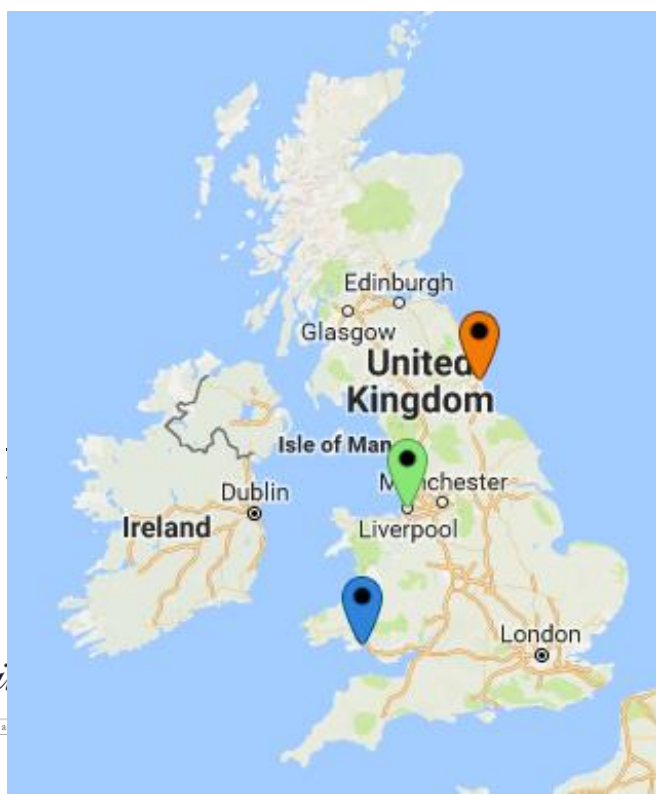 Edinburgh
Glasgow
United
Kingdom
Isle of Man
Manchester
Dublin
Liverpool
Ireland
London